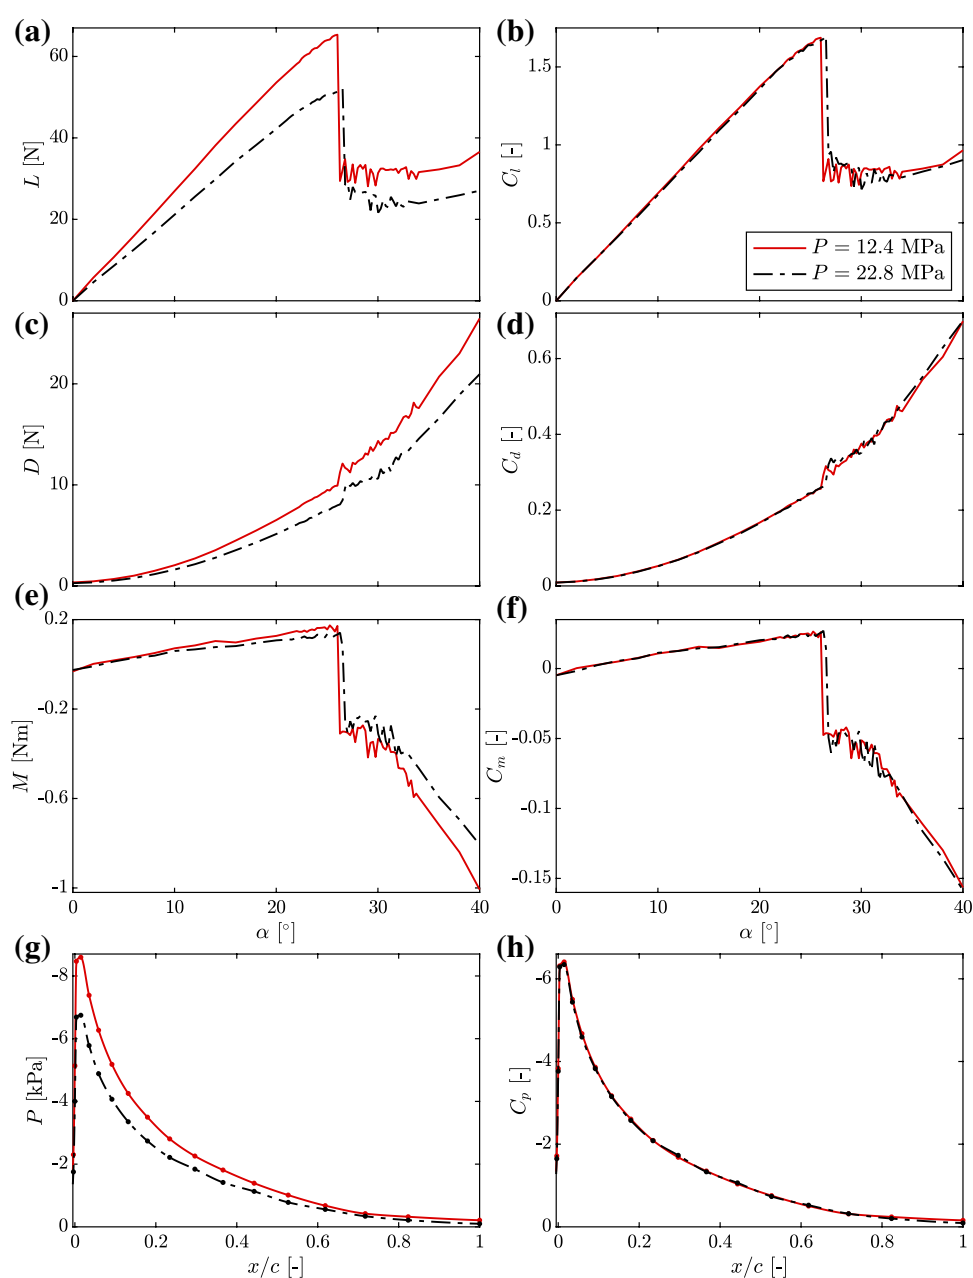 (a)
L [N]
60
40
20
0
(b)
C_l [-]
1.5
1
0.5
0
P = 12.4 MPa
P = 22.8 MPa
(c)
D [N]
20
10
0
(d)
C_d [-]
0.6
0.4
0.2
0
(e)
M [Nm]
0.2
-0.2
-0.6
-1
0 10 20 30 40
α [°]
(f)
C_m [-]
0
-0.05
-0.1
-0.15
0 10 20 30 40
α [°]
(g)
P [kPa]
-8
-6
-4
-2
0
0 0.2 0.4 0.6 0.8 1
x/c [-]
(h)
C_p [-]
-6
-4
-2
0
0 0.2 0.4 0.6 0.8 1
x/c [-]